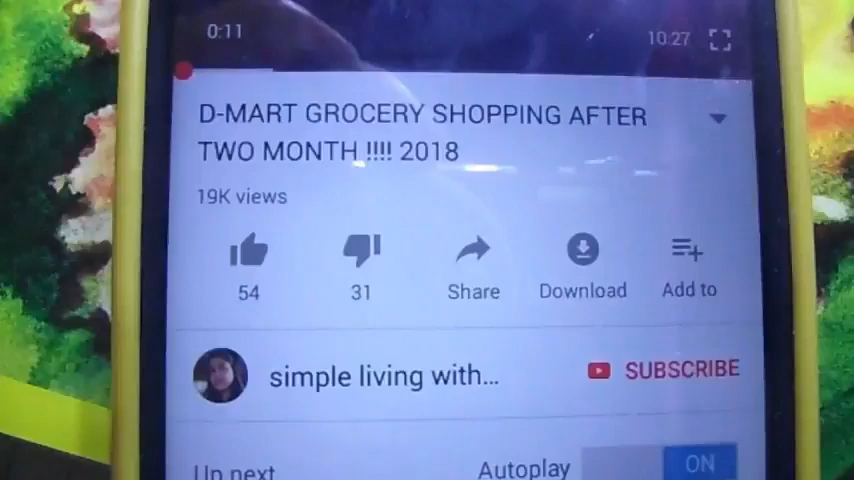 0:11
10:27
D-MART GROCERY SHOPPING AFTER
TWO MONTH !!!! 2018
19K views
54
31
Share
Download
Add to
simple living with...
SUBSCRIBE
Up next
Autoplay
ON